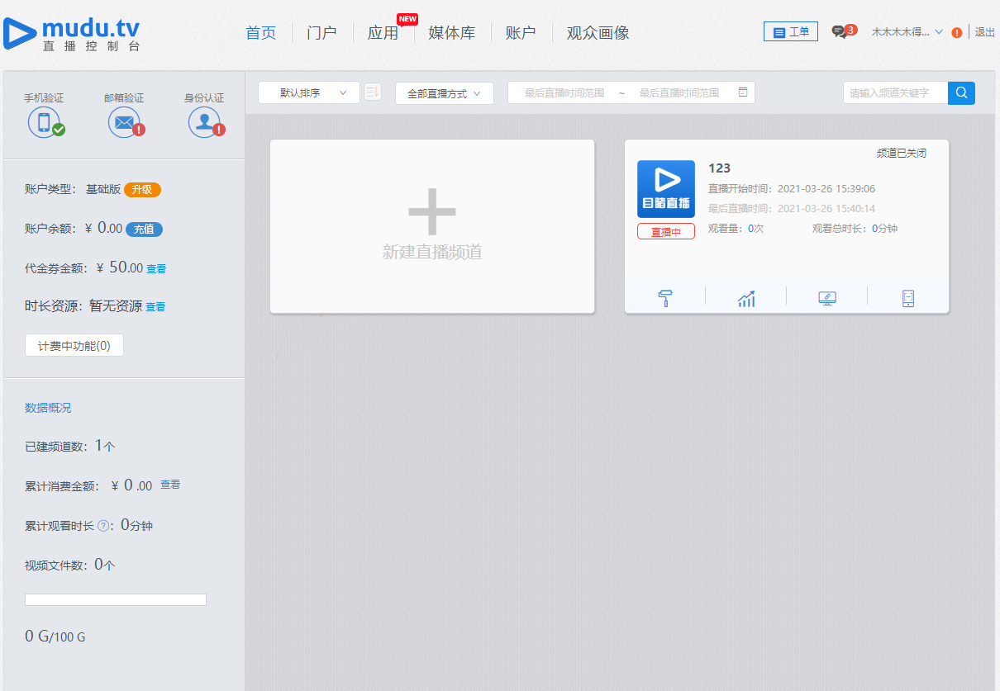 mudu.tv
直播控制台
首页
门户
应用
NEW
媒体库
账户
观众画像
工单
3
木木木木得...
退出
手机验证
邮箱验证
身份认证
默认排序
全部直播方式
最后直播时间范围 ~ 最后直播时间范围
请输入频道关键字
账户类型： 基础版 升级
账户余额： ¥ 0.00 充值
代金券金额： ¥ 50.00 查看
时长资源：暂无资源 查看
计费中功能(0)
数据概况
已建频道数： 1个
累计消费金额： ¥ 0 .00 查看
累计观看时长 ?： 0分钟
视频文件数： 0个
0 G/100 G
新建直播频道
频道已关闭
123
直播开始时间： 2021-03-26 15:39:06
最后直播时间： 2021-03-26 15:40:14
观看量： 0次
观看总时长： 0分钟
目睹直播
直播中